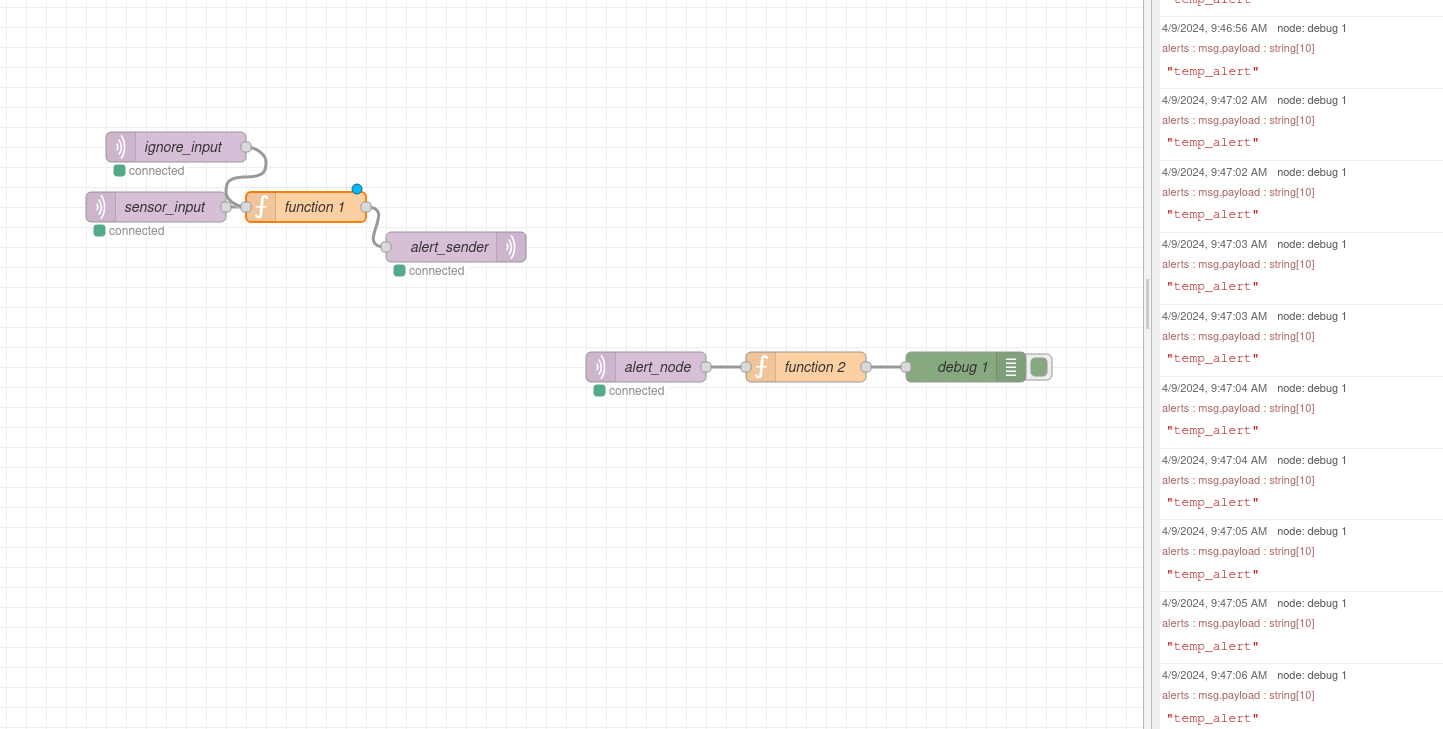 ignore_input
connected
sensor_input
function 1
connected
alert_sender
connected
alert_node
function 2
debug 1
connected
"temp_alert"
4/9/2024, 9:46:56 AM node: debug 1
alerts : msg.payload : string[10]
"temp_alert"
4/9/2024, 9:47:02 AM node: debug 1
alerts : msg.payload : string[10]
"temp_alert"
4/9/2024, 9:47:02 AM node: debug 1
alerts : msg.payload : string[10]
"temp_alert"
4/9/2024, 9:47:03 AM node: debug 1
alerts : msg.payload : string[10]
"temp_alert"
4/9/2024, 9:47:03 AM node: debug 1
alerts : msg.payload : string[10]
"temp_alert"
4/9/2024, 9:47:04 AM node: debug 1
alerts : msg.payload : string[10]
"temp_alert"
4/9/2024, 9:47:04 AM node: debug 1
alerts : msg.payload : string[10]
"temp_alert"
4/9/2024, 9:47:05 AM node: debug 1
alerts : msg.payload : string[10]
"temp_alert"
4/9/2024, 9:47:05 AM node: debug 1
alerts : msg.payload : string[10]
"temp_alert"
4/9/2024, 9:47:06 AM node: debug 1
alerts : msg.payload : string[10]
"temp_alert"